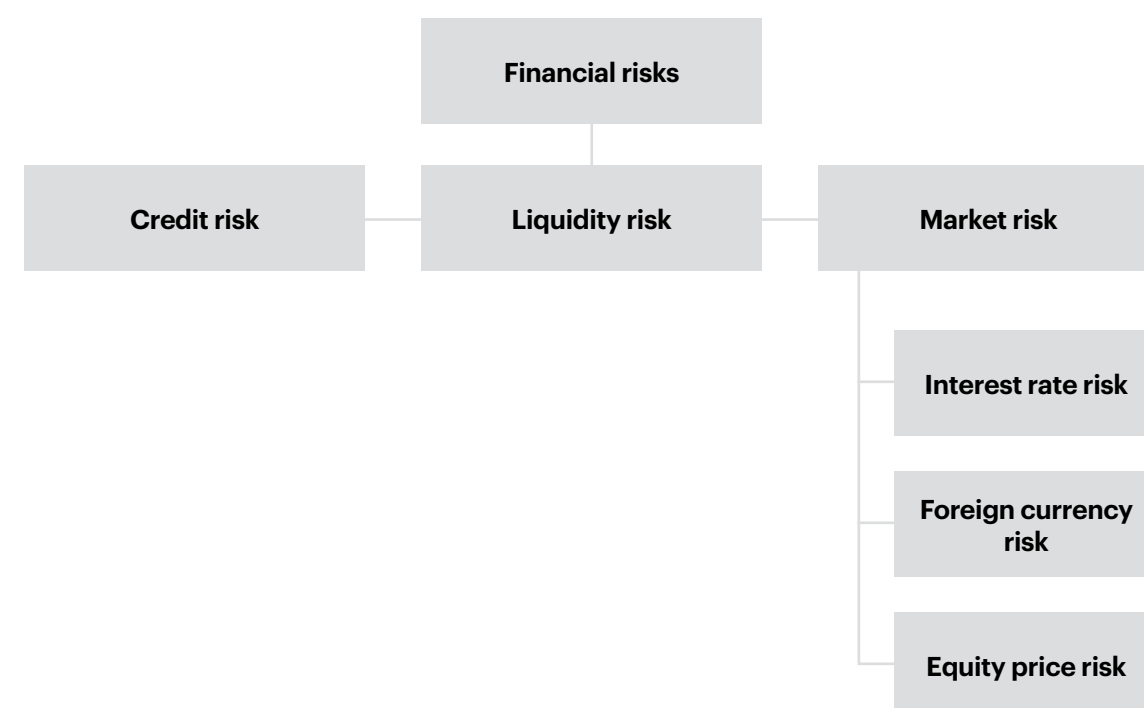 Financial risks
Credit risk
Liquidity risk
Market risk
Interest rate risk
Foreign currency
risk
Equity price risk